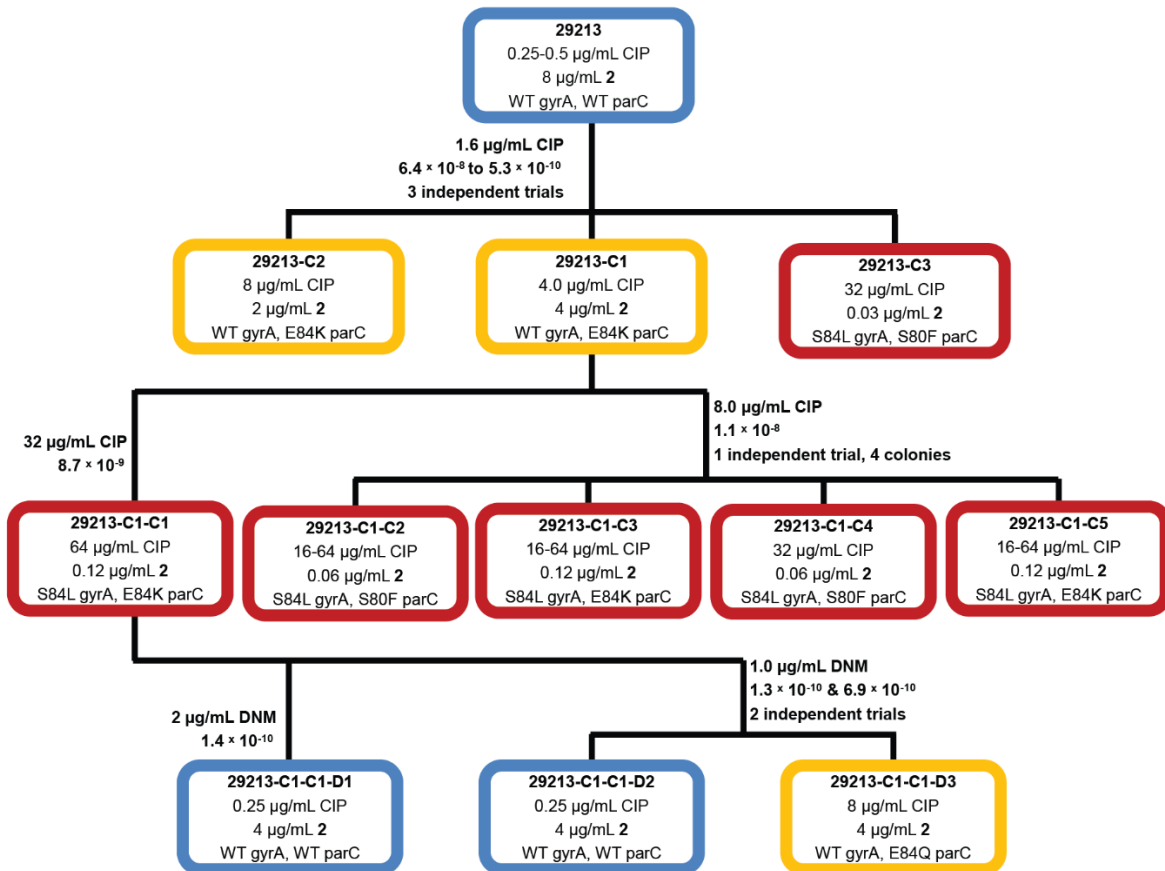 29213
0.25-0.5 µg/mL CIP
8 µg/mL 2
WT gyrA, WT parC
1.6 µg/mL CIP
6.4 x 10-8 to 5.3 x 10-10
3 independent trials
29213-C2
8 µg/mL CIP
2 µg/mL 2
WT gyrA, E84K parC
29213-C1
4.0 µg/mL CIP
4 µg/mL 2
WT gyrA, E84K parC
29213-C3
32 µg/mL CIP
0.03 µg/mL 2
S84L gyrA, S80F parC
32 µg/mL CIP
8.7 x 10-9
8.0 µg/mL CIP
1.1 x 10-8
1 independent trial, 4 colonies
29213-C1-C1
64 µg/mL CIP
0.12 µg/mL 2
S84L gyrA, E84K parC
29213-C1-C2
16-64 µg/mL CIP
0.06 µg/mL 2
S84L gyrA, S80F parC
29213-C1-C3
16-64 µg/mL CIP
0.12 µg/mL 2
S84L gyrA, E84K parC
29213-C1-C4
32 µg/mL CIP
0.06 µg/mL 2
S84L gyrA, S80F parC
29213-C1-C5
16-64 µg/mL CIP
0.12 µg/mL 2
S84L gyrA, E84K parC
2 µg/mL DNM
1.4 x 10-10
1.0 µg/mL DNM
1.3 x 10-10 & 6.9 x 10-10
2 independent trials
29213-C1-C1-D1
0.25 µg/mL CIP
4 µg/mL 2
WT gyrA, WT parC
29213-C1-C1-D2
0.25 µg/mL CIP
4 µg/mL 2
WT gyrA, WT parC
29213-C1-C1-D3
8 µg/mL CIP
4 µg/mL 2
WT gyrA, E84Q parC